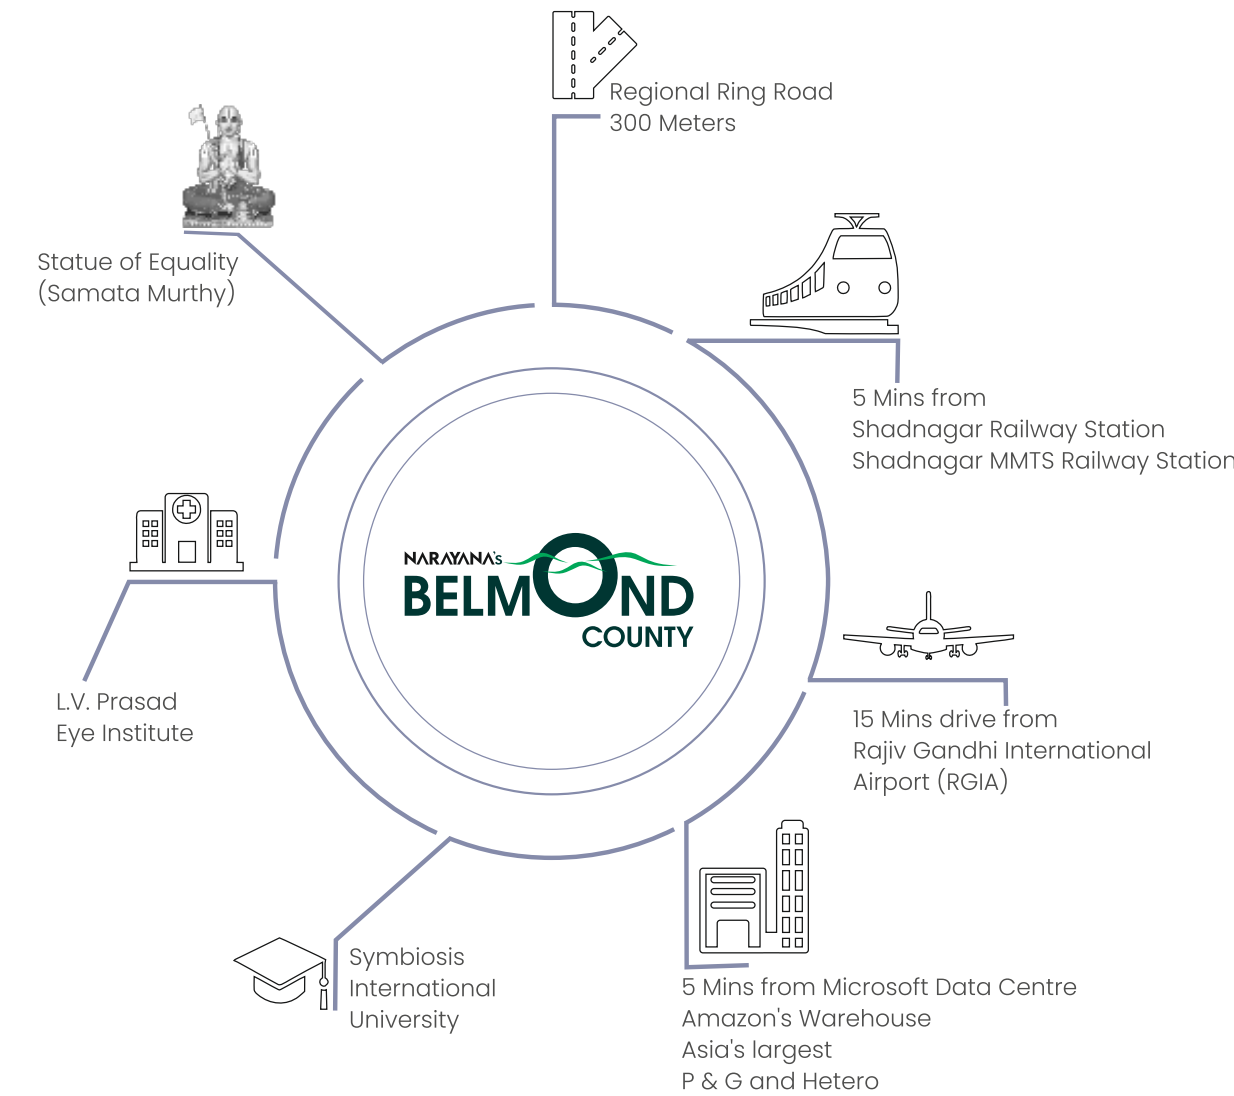 Regional Ring Road
300 Meters
Statue of Equality
(Samata Murthy)
5 Mins from
Shadnagar Railway Station
Shadnagar MMTS Railway Station
NARAYANA's
BELMOND
COUNTY
L.V. Prasad
Eye Institute
15 Mins drive from
Rajiv Gandhi International
Airport (RGIA)
Symbiosis
International
University
5 Mins from Microsoft Data Centre
Amazon's Warehouse
Asia's largest
P & G and Hetero